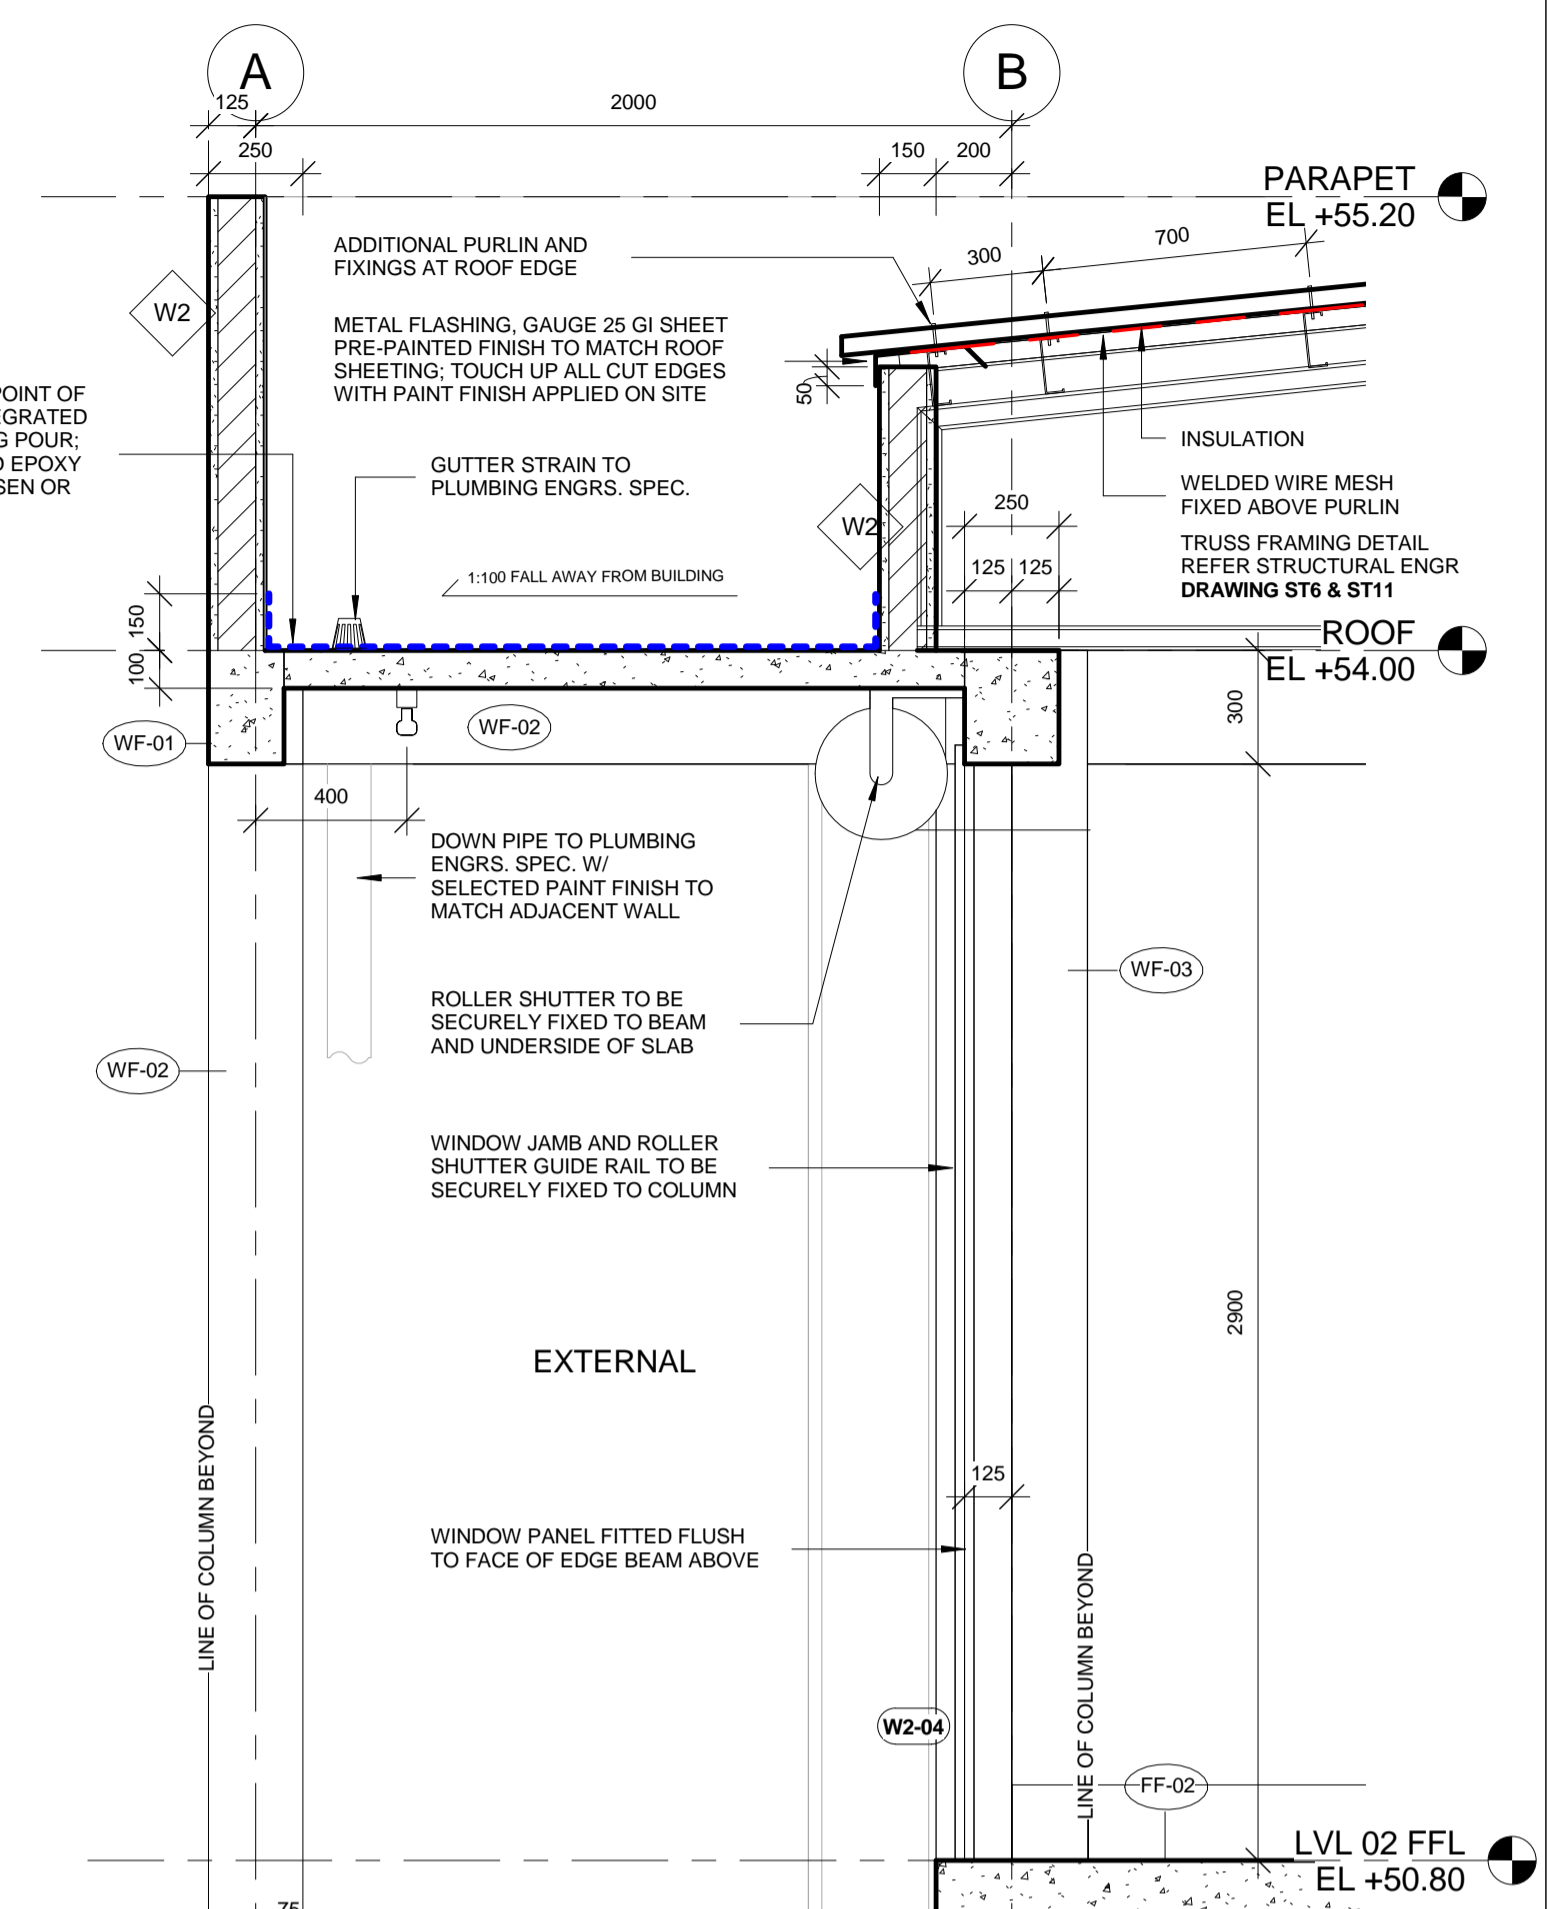 A
B
125
2000
250
150
200
PARAPET
EL +55.20
700
300
ADDITIONAL PURLIN AND
FIXINGS AT ROOF EDGE
W2
METAL FLASHING, GAUGE 25 GI SHEET
PRE-PAINTED FINISH TO MATCH ROOF
SHEETING; TOUCH UP ALL CUT EDGES
WITH PAINT FINISH APPLIED ON SITE
50
POINT OF
EGRATED
G POUR;
EPOXY
SEN OR
GUTTER STRAIN TO
PLUMBING ENGRS. SPEC.
INSULATION
WELDED WIRE MESH
FIXED ABOVE PURLIN
250
W2
TRUSS FRAMING DETAIL
REFER STRUCTURAL ENGR
DRAWING ST6 & ST11
125
125
1:100 FALL AWAY FROM BUILDING
150
100
ROOF
EL +54.00
300
WF-01
WF-02
400
DOWN PIPE TO PLUMBING
ENGRS. SPEC. W/
SELECTED PAINT FINISH TO
MATCH ADJACENT WALL
WF-03
ROLLER SHUTTER TO BE
SECURELY FIXED TO BEAM
AND UNDERSIDE OF SLAB
WF-02
WINDOW JAMB AND ROLLER
SHUTTER GUIDE RAIL TO BE
SECURELY FIXED TO COLUMN
2900
EXTERNAL
LINE OF COLUMN BEYOND
125
WINDOW PANEL FITTED FLUSH
TO FACE OF EDGE BEAM ABOVE
LINE OF COLUMN BEYOND
W2-04
FF-02
LVL 02 FFL
EL +50.80
75